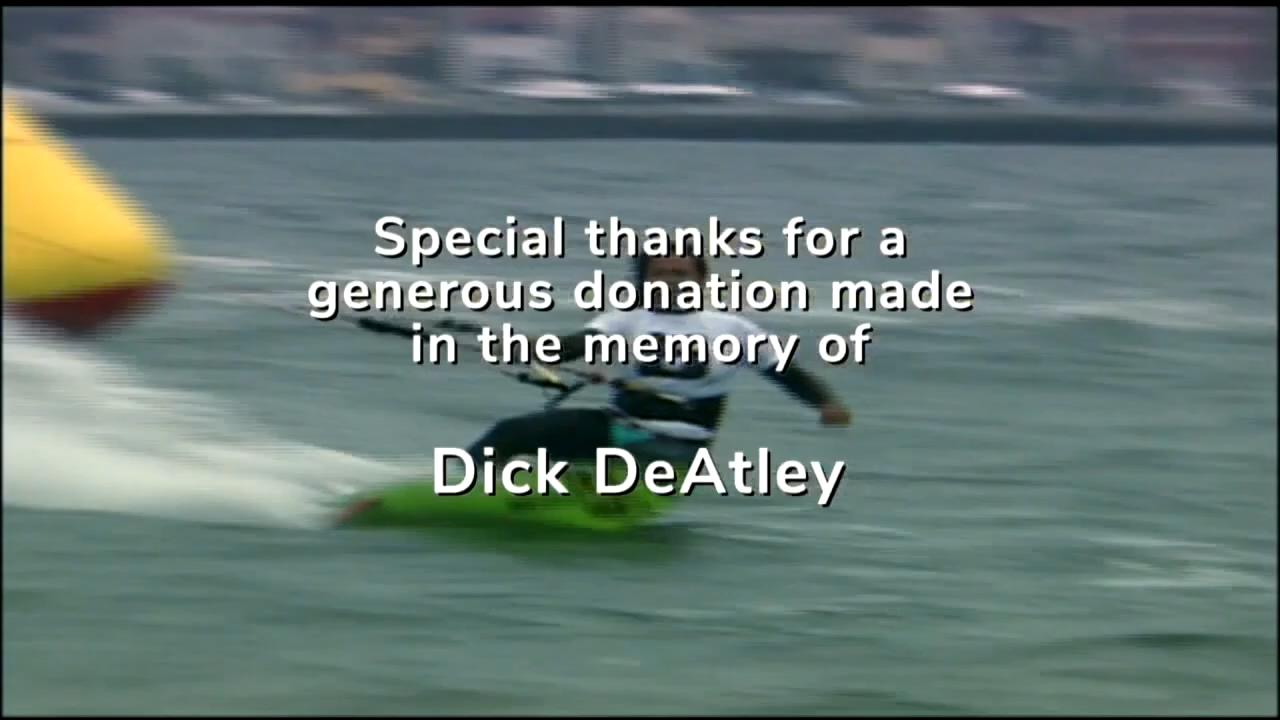 Special thanks for a
generous donation made
in the memory of
Dick DeAtley